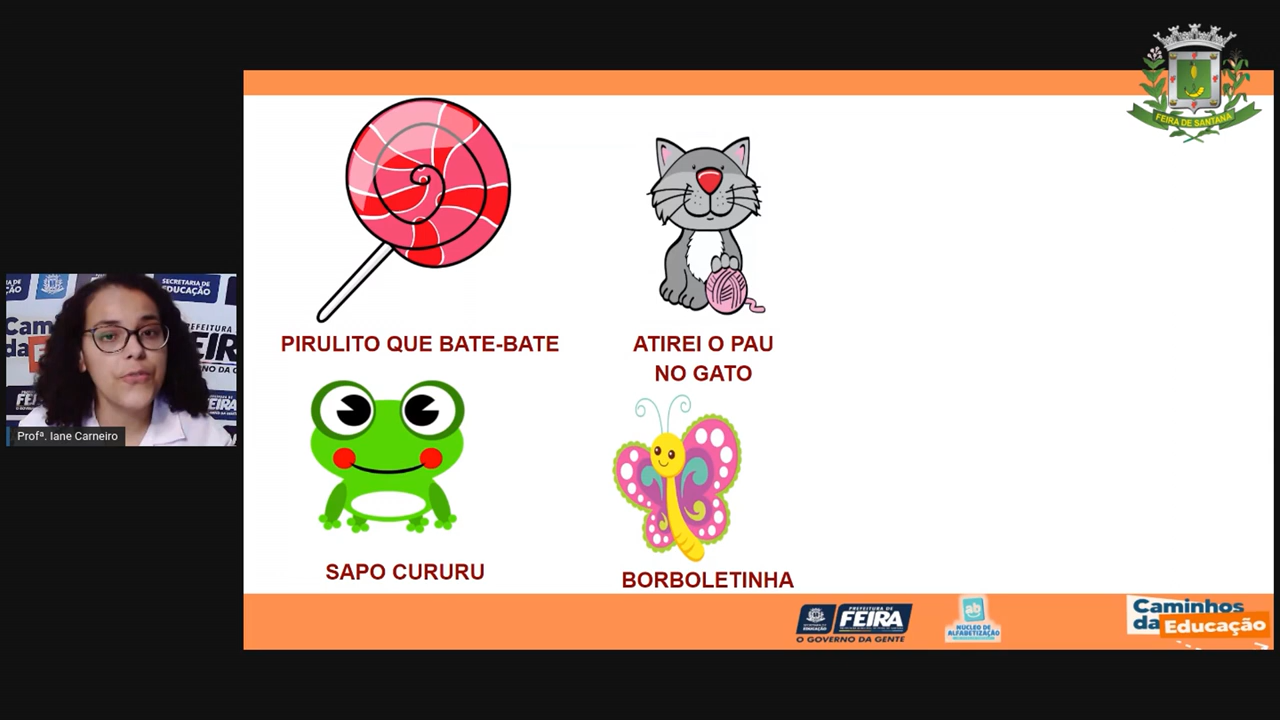 FEIRA DE SANTANA
PIRULITO QUE BATE-BATE
ATIREI O PAU
NO GATO
SECRETARIA DE
EDUCAÇÃO
Profª. Iane Carneiro
SAPO CURURU
BORBOLETINHA
PREFEITURA DE
FEIRA
O GOVERNO DA GENTE
ab
NÚCLEO DE
ALFABETIZAÇÃO
Caminhos
da Educação